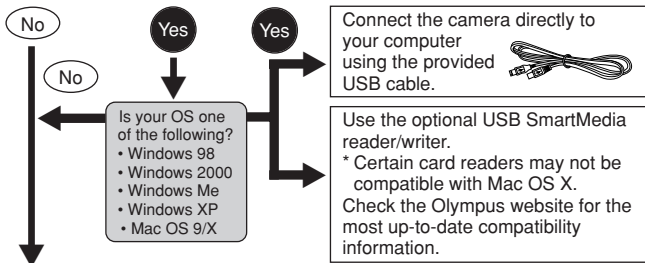 No
Yes
Yes
No
Is your OS one
of the following?
• Windows 98
• Windows 2000
• Windows Me
• Windows XP
• Mac OS 9/X
Connect the camera directly to
your computer
using the provided
USB cable.
Use the optional USB SmartMedia
reader/writer.
* Certain card readers may not be
compatible with Mac OS X.
Check the Olympus website for the
most up-to-date compatibility
information.